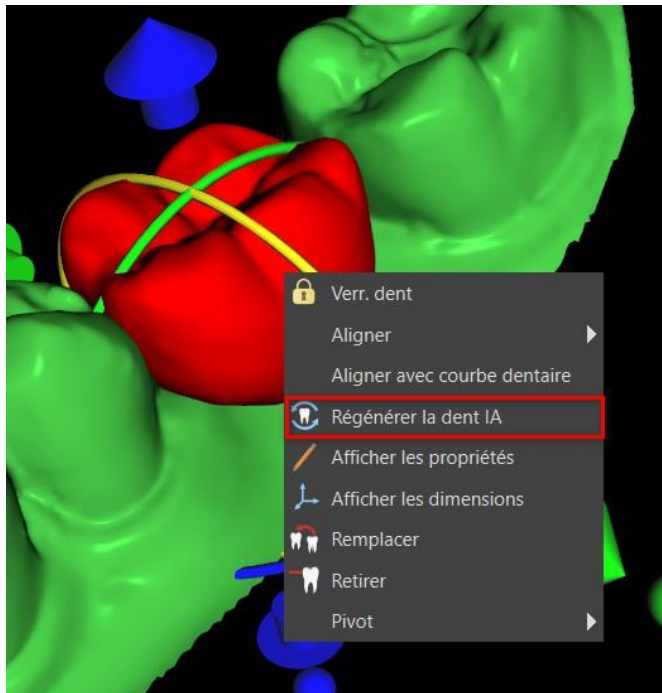 Verr. dent
Aligner
Aligner avec courbe dentaire
Régénérer la dent IA
Afficher les propriétés
Afficher les dimensions
Remplacer
Retirer
Pivot